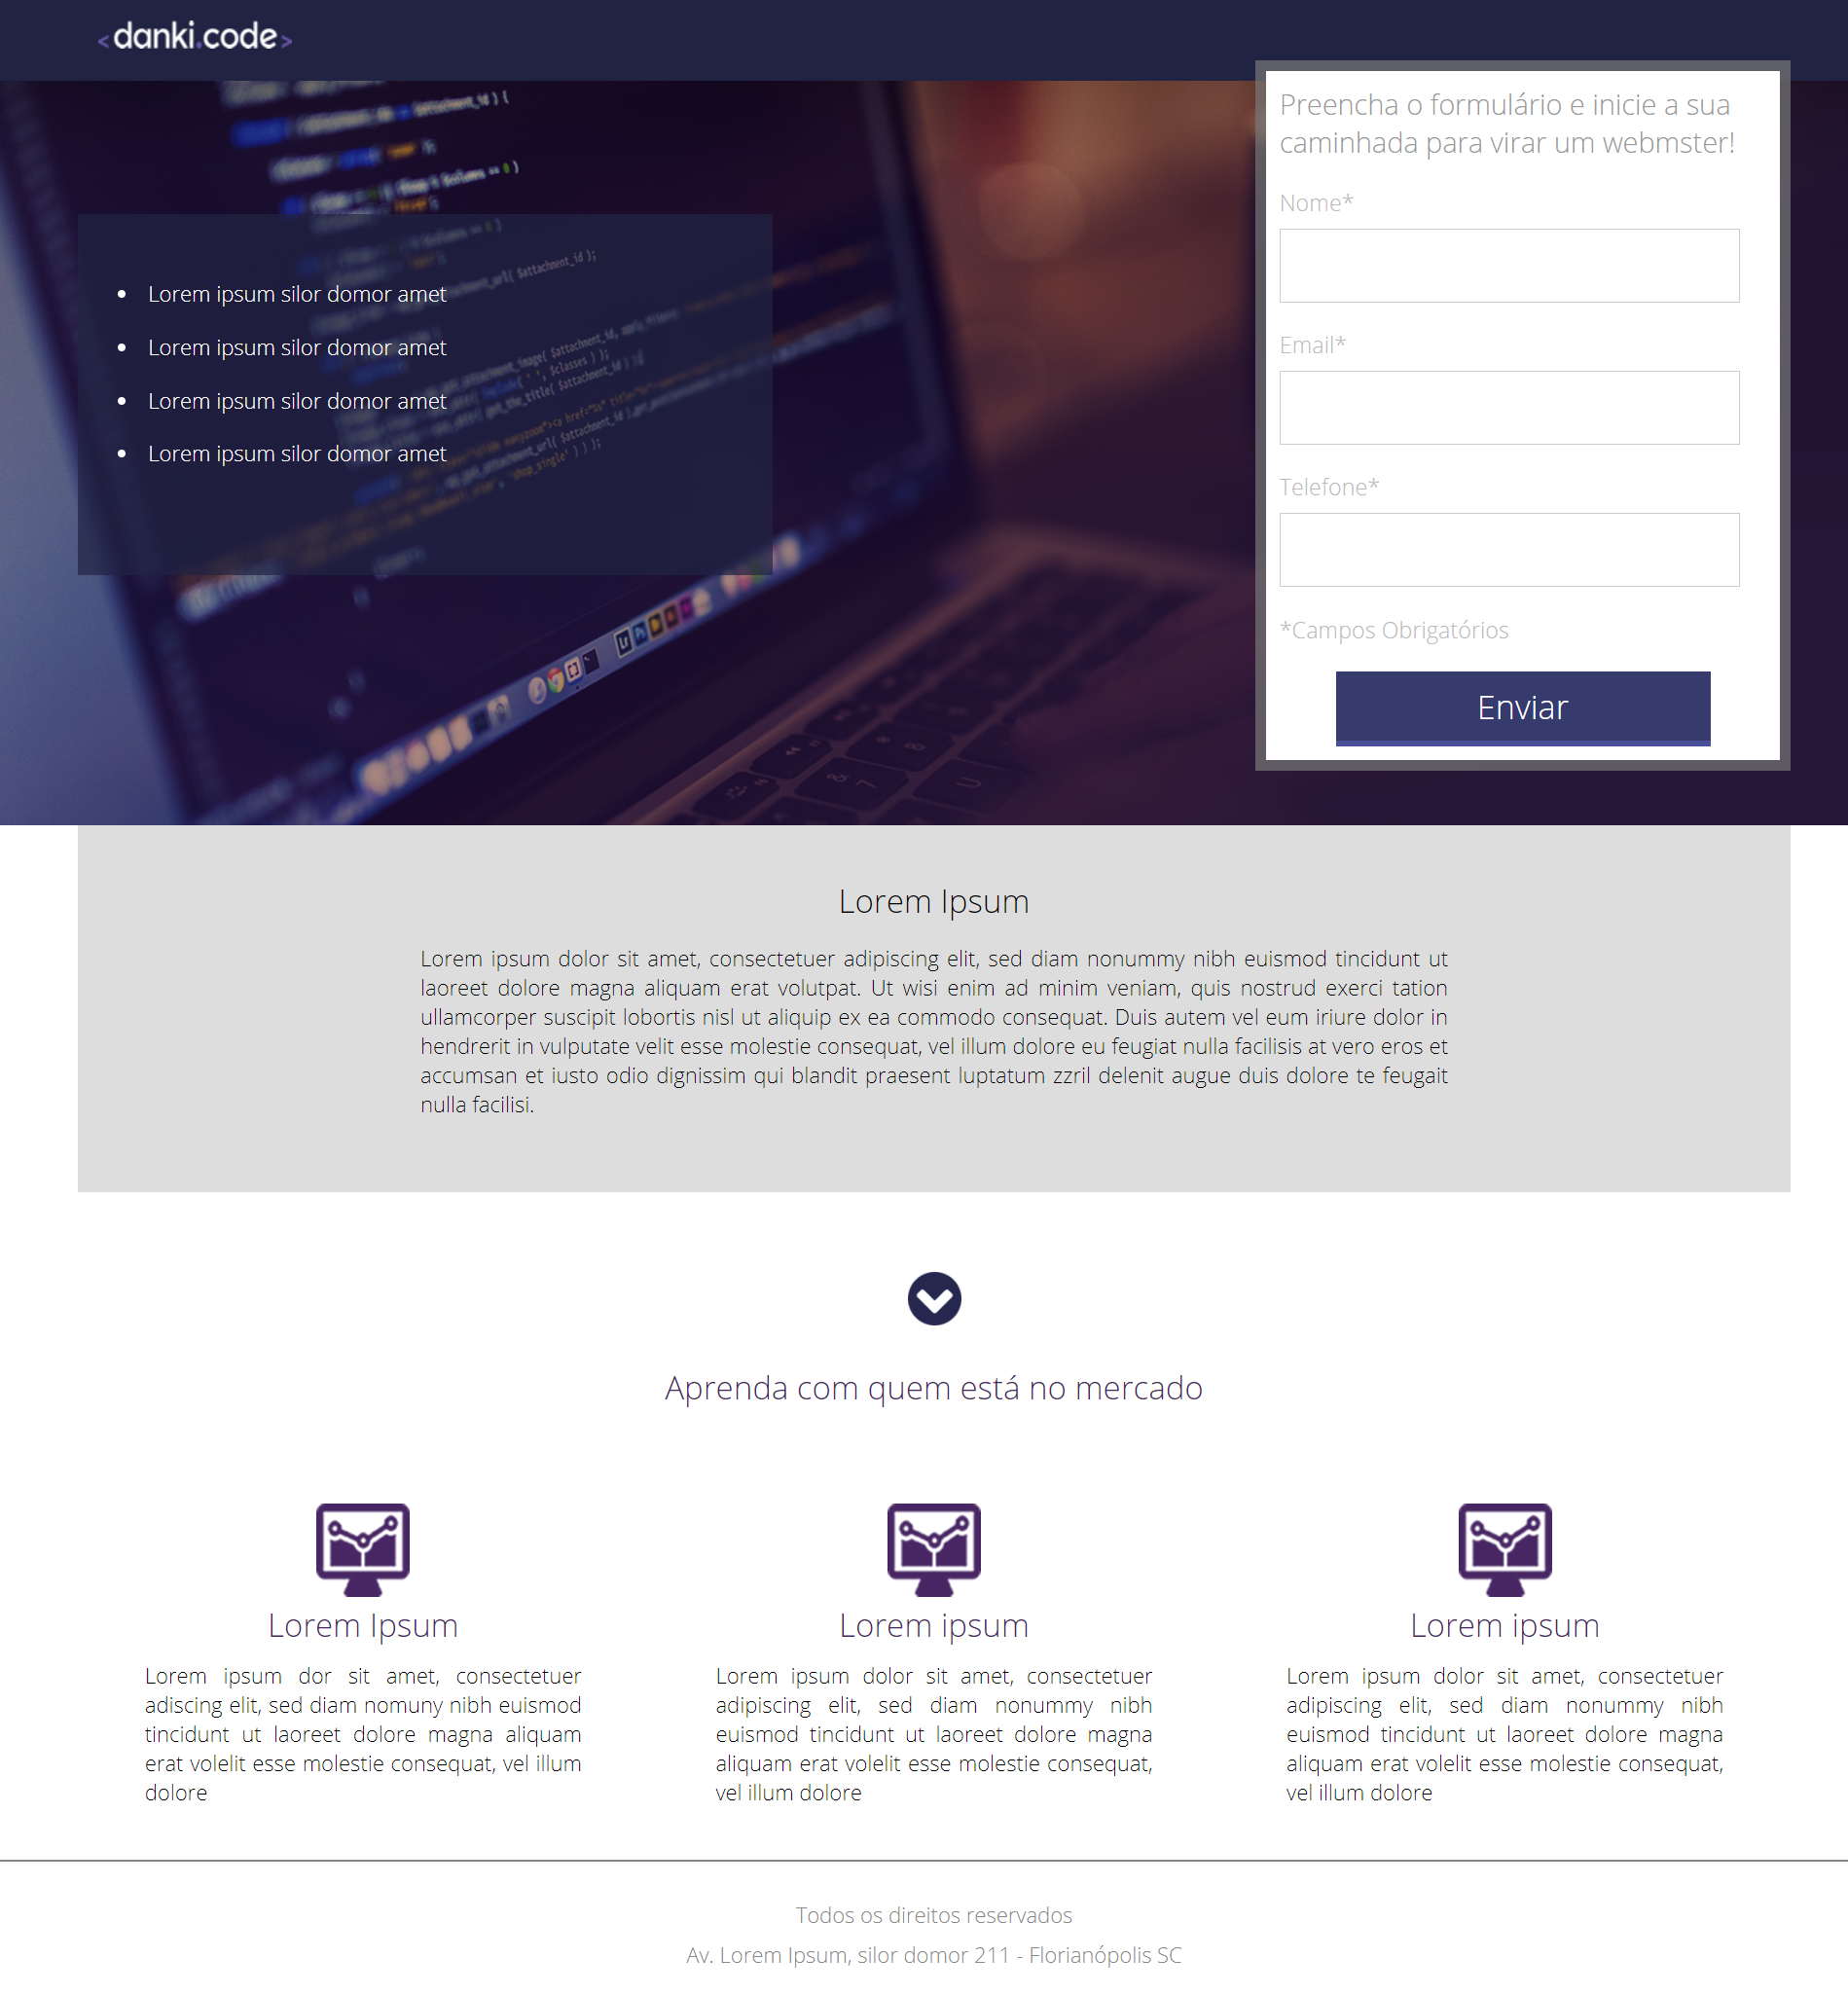 <danki.code>
Preencha o formulário e inicie a sua
caminhada para virar um webmster!
Nome*
Email*
Telefone*
*Campos Obrigatórios
Enviar
• Lorem ipsum silor domor amet
• Lorem ipsum silor domor amet
• Lorem ipsum silor domor amet
• Lorem ipsum silor domor amet
Lorem Ipsum
Lorem ipsum dolor sit amet, consectetuer adipiscing elit, sed diam nonummy nibh euismod tincidunt ut
laoreet dolore magna aliquam erat volutpat. Ut wisi enim ad minim veniam, quis nostrud exerci tation
ullamcorper suscipit lobortis nisl ut aliquip ex ea commodo consequat. Duis autem vel eum iriure dolor in
hendrerit in vulputate velit esse molestie consequat, vel illum dolore eu feugiat nulla facilisis at vero eros et
accumsan et iusto odio dignissim qui blandit praesent luptatum zzril delenit augue duis dolore te feugait
nulla facilisi.
Aprenda com quem está no mercado
Lorem Ipsum
Lorem ipsum dor sit amet, consectetuer
adiscing elit, sed diam nomuny nibh euismod
tincidunt ut laoreet dolore magna aliquam
erat volelit esse molestie consequat, vel illum
dolore
Lorem ipsum
Lorem ipsum dolor sit amet, consectetuer
adipiscing elit, sed diam nonummy nibh
euismod tincidunt ut laoreet dolore magna
aliquam erat volelit esse molestie consequat,
vel illum dolore
Lorem ipsum
Lorem ipsum dolor sit amet, consectetuer
adipiscing elit, sed diam nonummy nibh
euismod tincidunt ut laoreet dolore magna
aliquam erat volelit esse molestie consequat,
vel illum dolore
Todos os direitos reservados
Av. Lorem Ipsum, silor domor 211 - Florianópolis SC